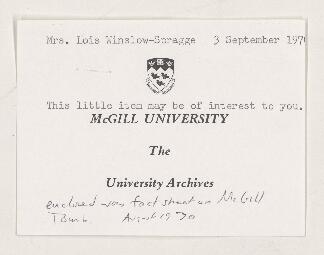 Mrs. Lois Winslow-Spragge 3 September 1970
This little item may be of interest to you.
McGILL UNIVERSITY
The
University Archives
enclosed was fact sheet on McGill
August 1970